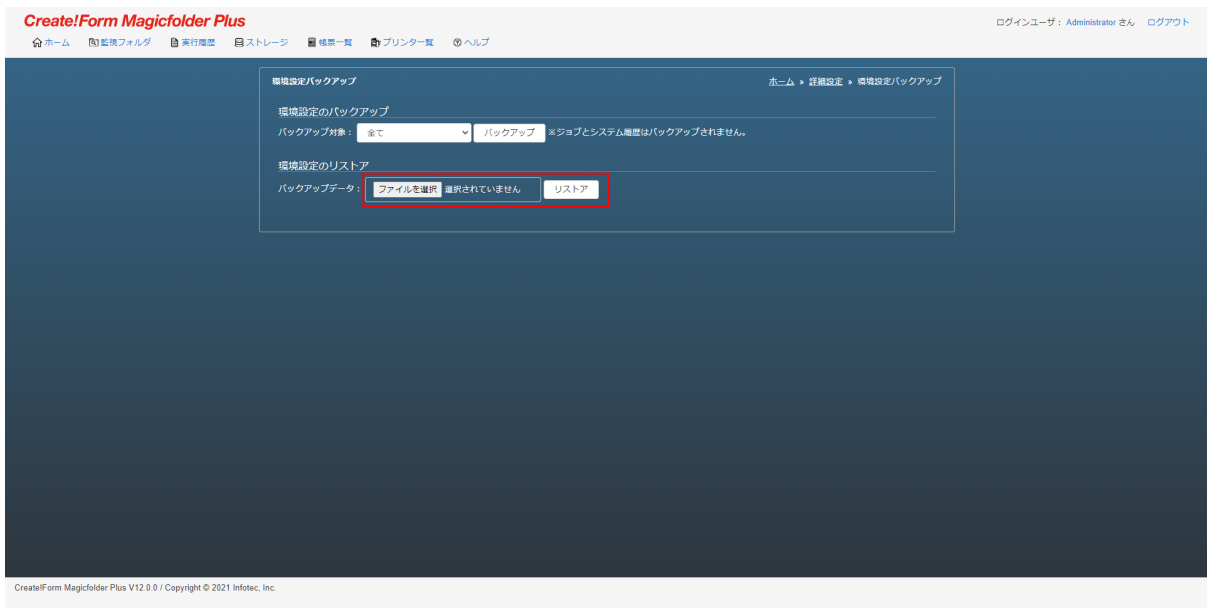 Create!Form Magicfolder Plus
ログインユーザ： Administrator さん ログアウト
ホーム 監視フォルダ 実行履歴 ストレージ 帳票一覧 プリンター覧 ヘルプ
環境設定バックアップ
ホーム » 詳細設定 » 環境設定バックアップ
環境設定のバックアップ
バックアップ対象： 全て バックアップ ※ジョブとシステム履歴はバックアップされません。
環境設定のリストア
バックアップデータ： ファイルを選択 選択されていません リストア
Create!Form Magicfolder Plus V12.0.0 / Copyright © 2021 Infotec, Inc.